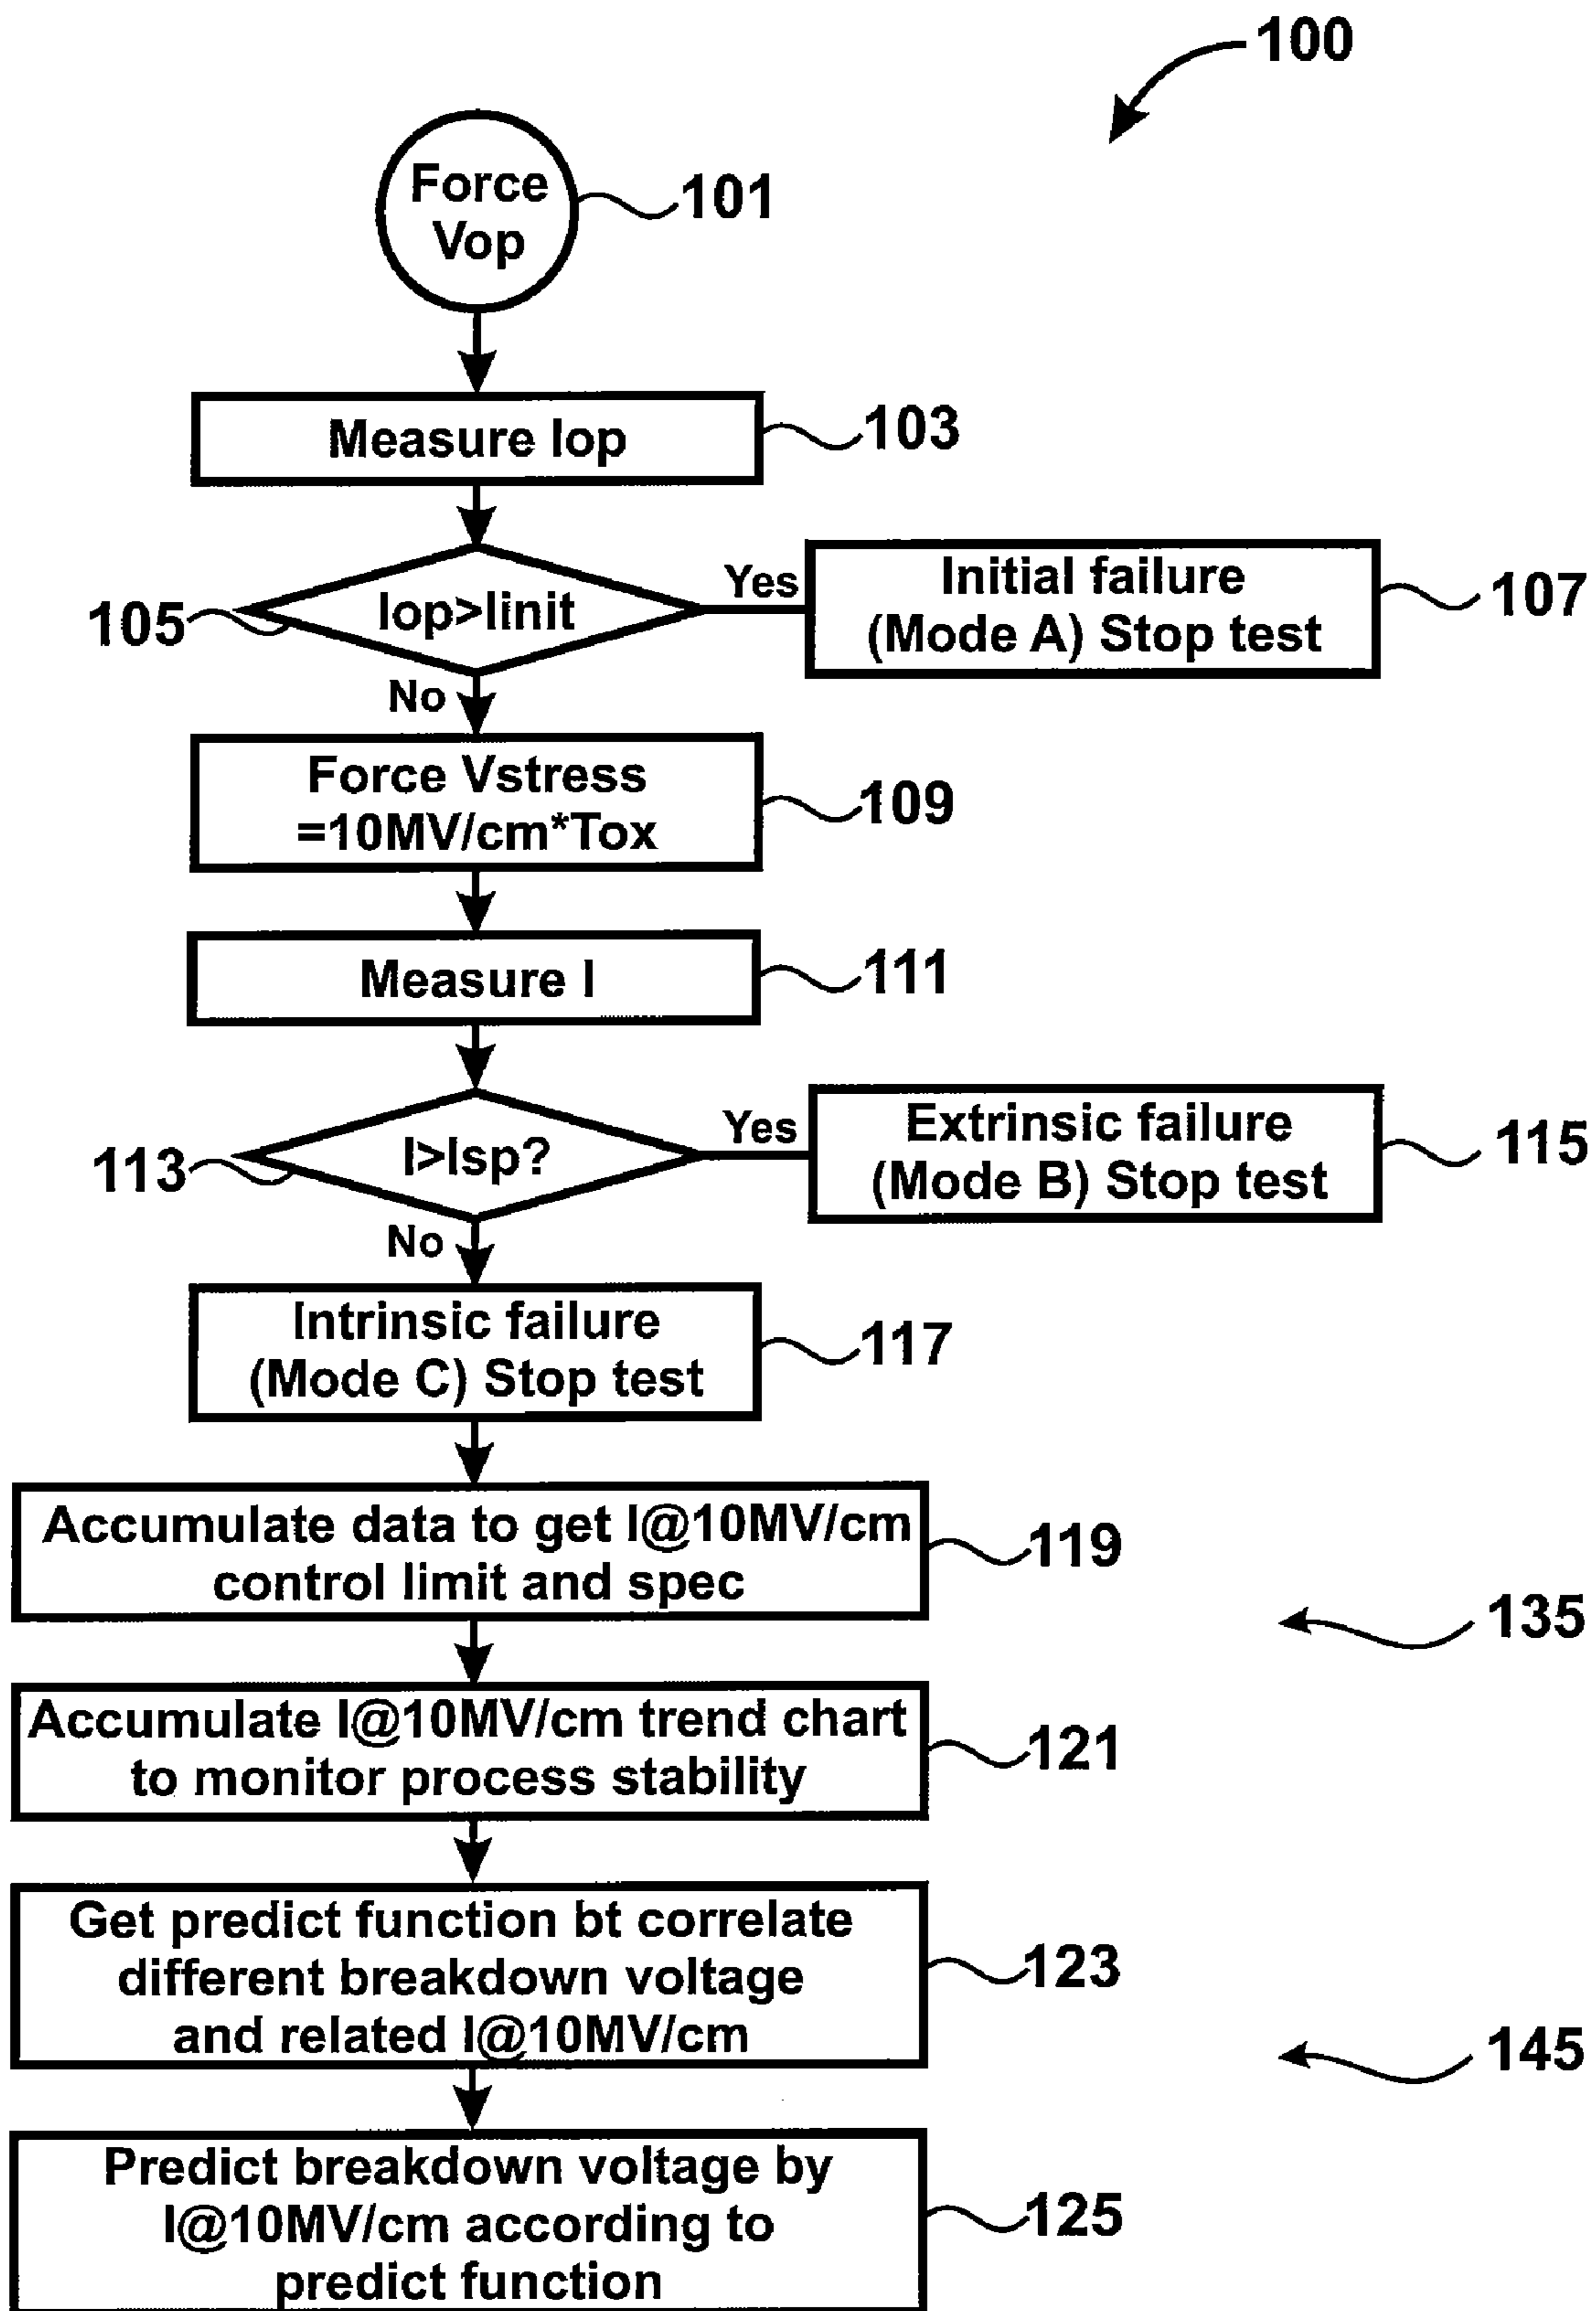 100
Force
Vop
101
Measure Iop
103
Iop>Iinit
105
Yes
Initial failure
(Mode A) Stop test
107
No
Force Vstress
=10MV/cm*Tox
109
Measure I
111
I>Isp?
113
Yes
Extrinsic failure
(Mode B) Stop test
115
No
Intrinsic failure
(Mode C) Stop test
117
Accumulate data to get I@10MV/cm
control limit and spec
119
135
Accumulate I@10MV/cm trend chart
to monitor process stability
121
Get predict function bt correlate
different breakdown voltage
and related I@10MV/cm
123
145
Predict breakdown voltage by
I@10MV/cm according to
predict function
125